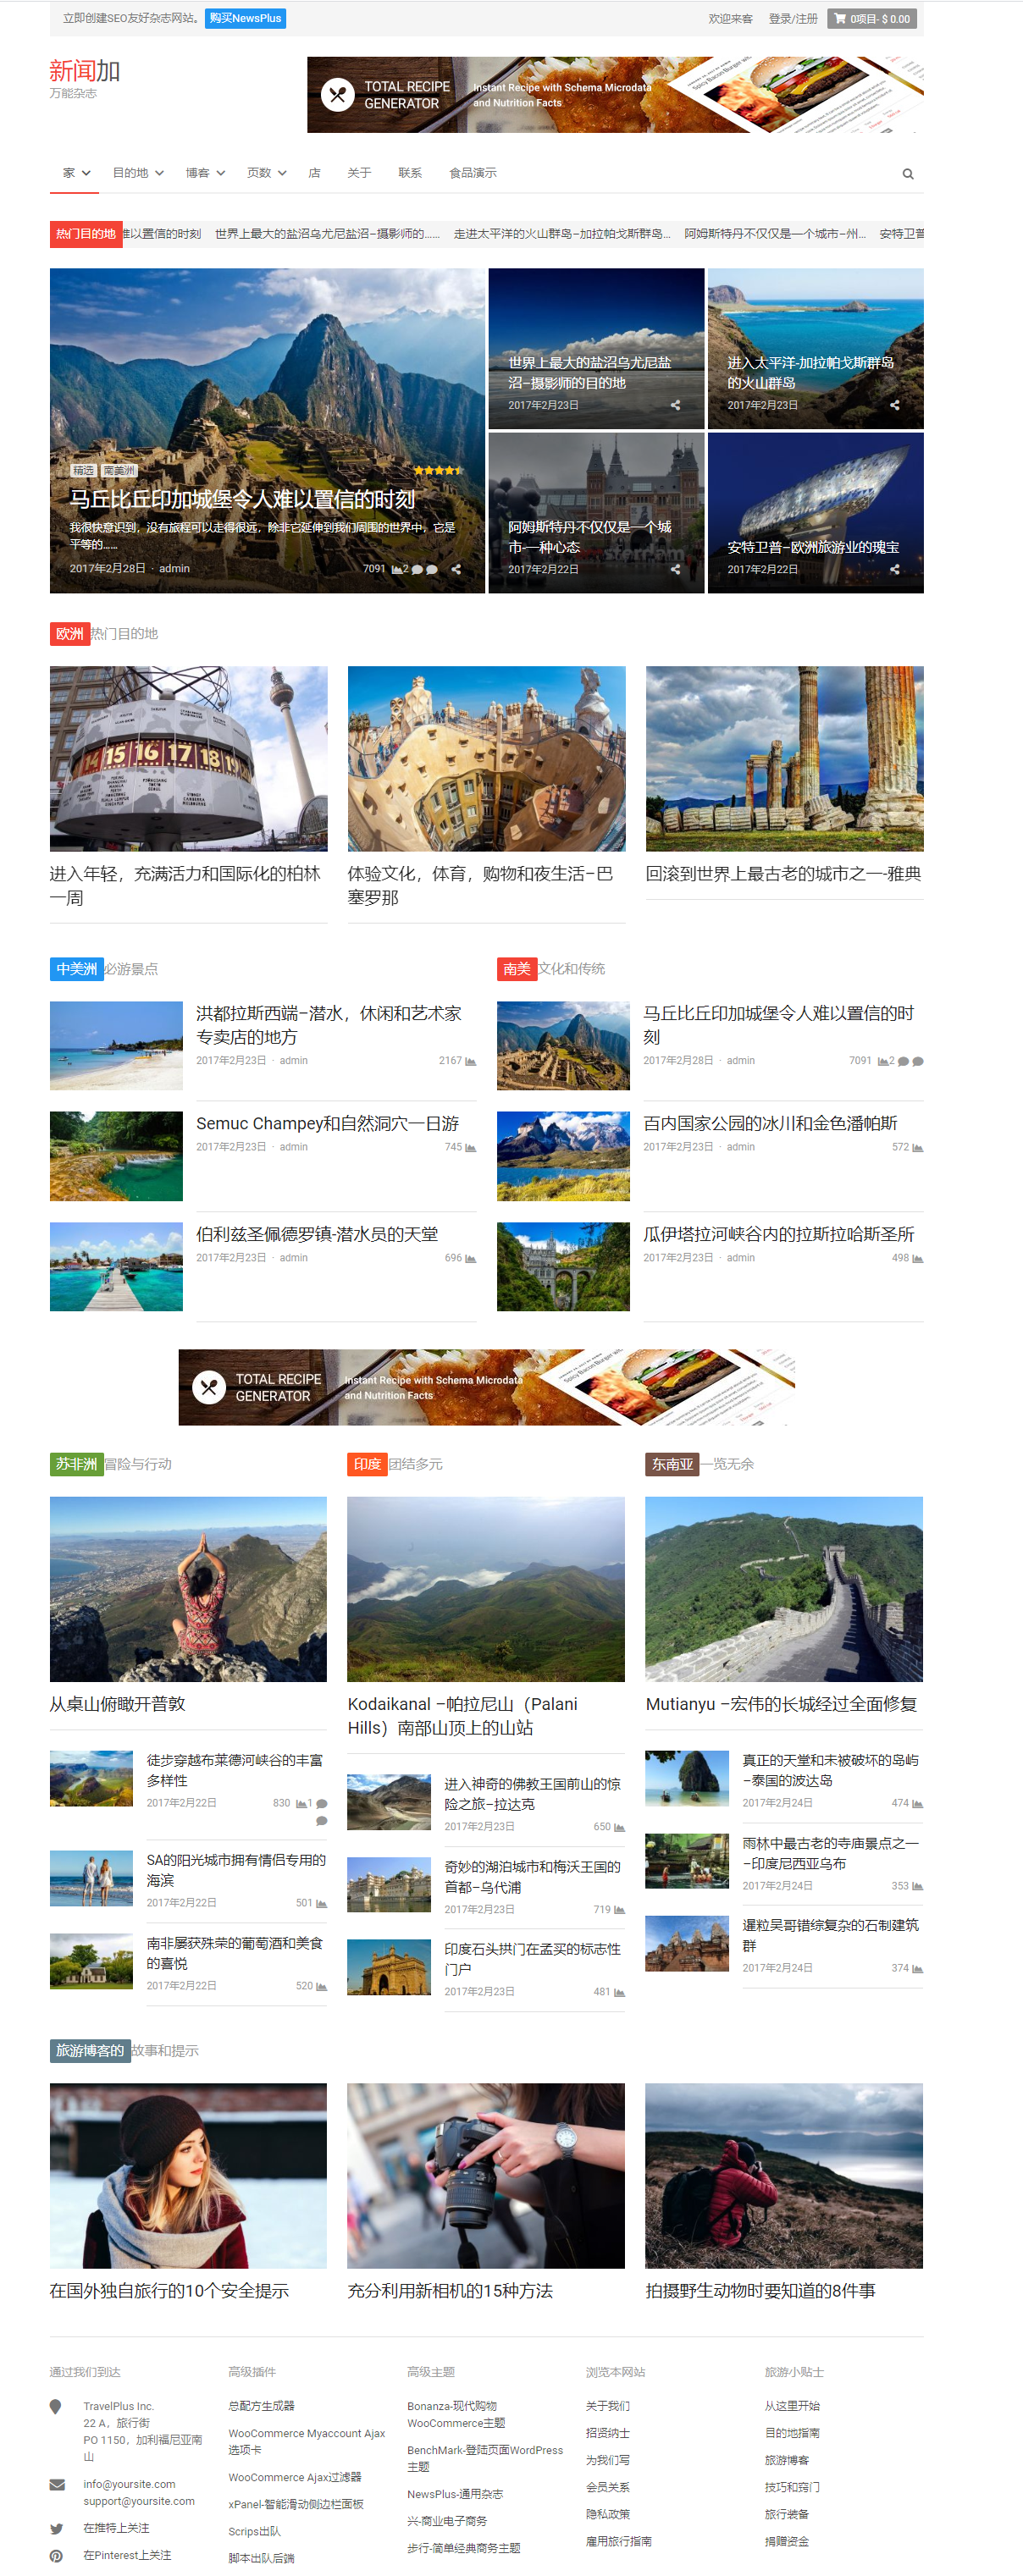 立即创建SEO友好杂志网站。 购买NewsPlus
欢迎来客 登录/注册 0项目- $ 0.00
新闻加
万能杂志
TOTAL RECIPE
GENERATOR
Instant Recipe with Schema Microdata
and Nutrition Facts
家 目的地 博客 页数 店 关于 联系 食品演示
热门目的地 难以置信的时刻 世界上最大的盐沼乌尤尼盐沼–摄影师的…… 走进太平洋的火山群岛–加拉帕戈斯群岛… 阿姆斯特丹不仅仅是一个城市–州… 安特卫普
精选 南美洲
马丘比丘印加城堡令人难以置信的时刻
我很快意识到，没有旅程可以走得很远，除非它延伸到我们周围的世界中，它是
平等的……
2017年2月28日 · admin 7091 2
世界上最大的盐沼乌尤尼盐
沼–摄影师的目的地
2017年2月23日
进入太平洋-加拉帕戈斯群岛
的火山群岛
2017年2月23日
阿姆斯特丹不仅仅是一个城
市-一种心态
2017年2月22日
安特卫普–欧洲旅游业的瑰宝
2017年2月22日
欧洲 热门目的地
14 15 16 17 18 19
进入年轻，充满活力和国际化的柏林
一周
体验文化，体育，购物和夜生活–巴
塞罗那
回滚到世界上最古老的城市之一-雅典
中美洲 必游景点
洪都拉斯西端–潜水，休闲和艺术家
专卖店的地方
2017年2月23日 · admin 2167
Semuc Champey和自然洞穴一日游
2017年2月23日 · admin 745
伯利兹圣佩德罗镇-潜水员的天堂
2017年2月23日 · admin 696
南美 文化和传统
马丘比丘印加城堡令人难以置信的时
刻
2017年2月28日 · admin 7091 2
百内国家公园的冰川和金色潘帕斯
2017年2月23日 · admin 572
瓜伊塔拉河峡谷内的拉斯拉哈斯圣所
2017年2月23日 · admin 498
TOTAL RECIPE
GENERATOR
Instant Recipe with Schema Microdata
and Nutrition Facts
苏非洲 冒险与行动
从桌山俯瞰开普敦
徒步穿越布莱德河峡谷的丰富
多样性
2017年2月22日 830 1
SA的阳光城市拥有情侣专用的
海滨
2017年2月22日 501
南非屡获殊荣的葡萄酒和美食
的喜悦
2017年2月22日 520
印度 团结多元
Kodaikanal –帕拉尼山（Palani
Hills）南部山顶上的山站
进入神奇的佛教王国前山的惊
险之旅–拉达克
2017年2月23日 650
奇妙的湖泊城市和梅沃王国的
首都–乌代浦
2017年2月23日 719
印度石头拱门在孟买的标志性
门户
2017年2月23日 481
东南亚 一览无余
Mutianyu –宏伟的长城经过全面修复
真正的天堂和未被破坏的岛屿
–泰国的波达岛
2017年2月24日 474
雨林中最古老的寺庙景点之一
–印度尼西亚乌布
2017年2月24日 353
暹粒吴哥错综复杂的石制建筑
群
2017年2月24日 374
旅游博客的 故事和提示
在国外独自旅行的10个安全提示
充分利用新相机的15种方法
拍摄野生动物时要知道的8件事
通过我们到达
TravelPlus Inc.
22 A，旅行街
PO 1150，加利福尼亚南
山
info@yoursite.com
support@yoursite.com
在推特上关注
在Pinterest上关注
高级插件
总配方生成器
WooCommerce Myaccount Ajax
选项卡
WooCommerce Ajax过滤器
xPanel-智能滑动侧边栏面板
Scrips出队
脚本出队后端
高级主题
Bonanza-现代购物
WooCommerce主题
BenchMark-登陆页面WordPress
主题
NewsPlus-通用杂志
兴-商业电子商务
步行-简单经典商务主题
浏览本网站
关于我们
招贤纳士
为我们写
会员关系
隐私政策
雇用旅行指南
旅游小贴士
从这里开始
目的地指南
旅游博客
技巧和窍门
旅行装备
捐赠资金